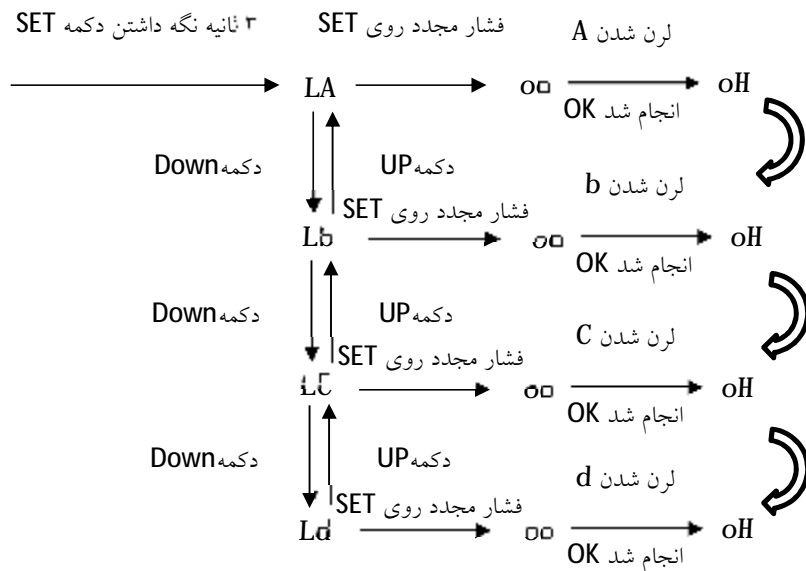 ۳ ثانیه نگه داشتن دکمه SET
فشار مجدد روی SET
لرن شدن A
LA
oo
انجام شد OK
oH
دکمه Down
دکمه UP
لرن شدن b
فشار مجدد روی SET
Lb
oo
انجام شد OK
oH
دکمه Down
دکمه UP
لرن شدن C
فشار مجدد روی SET
LC
oo
انجام شد OK
oH
دکمه Down
دکمه UP
لرن شدن d
فشار مجدد روی SET
Ld
oo
انجام شد OK
oH